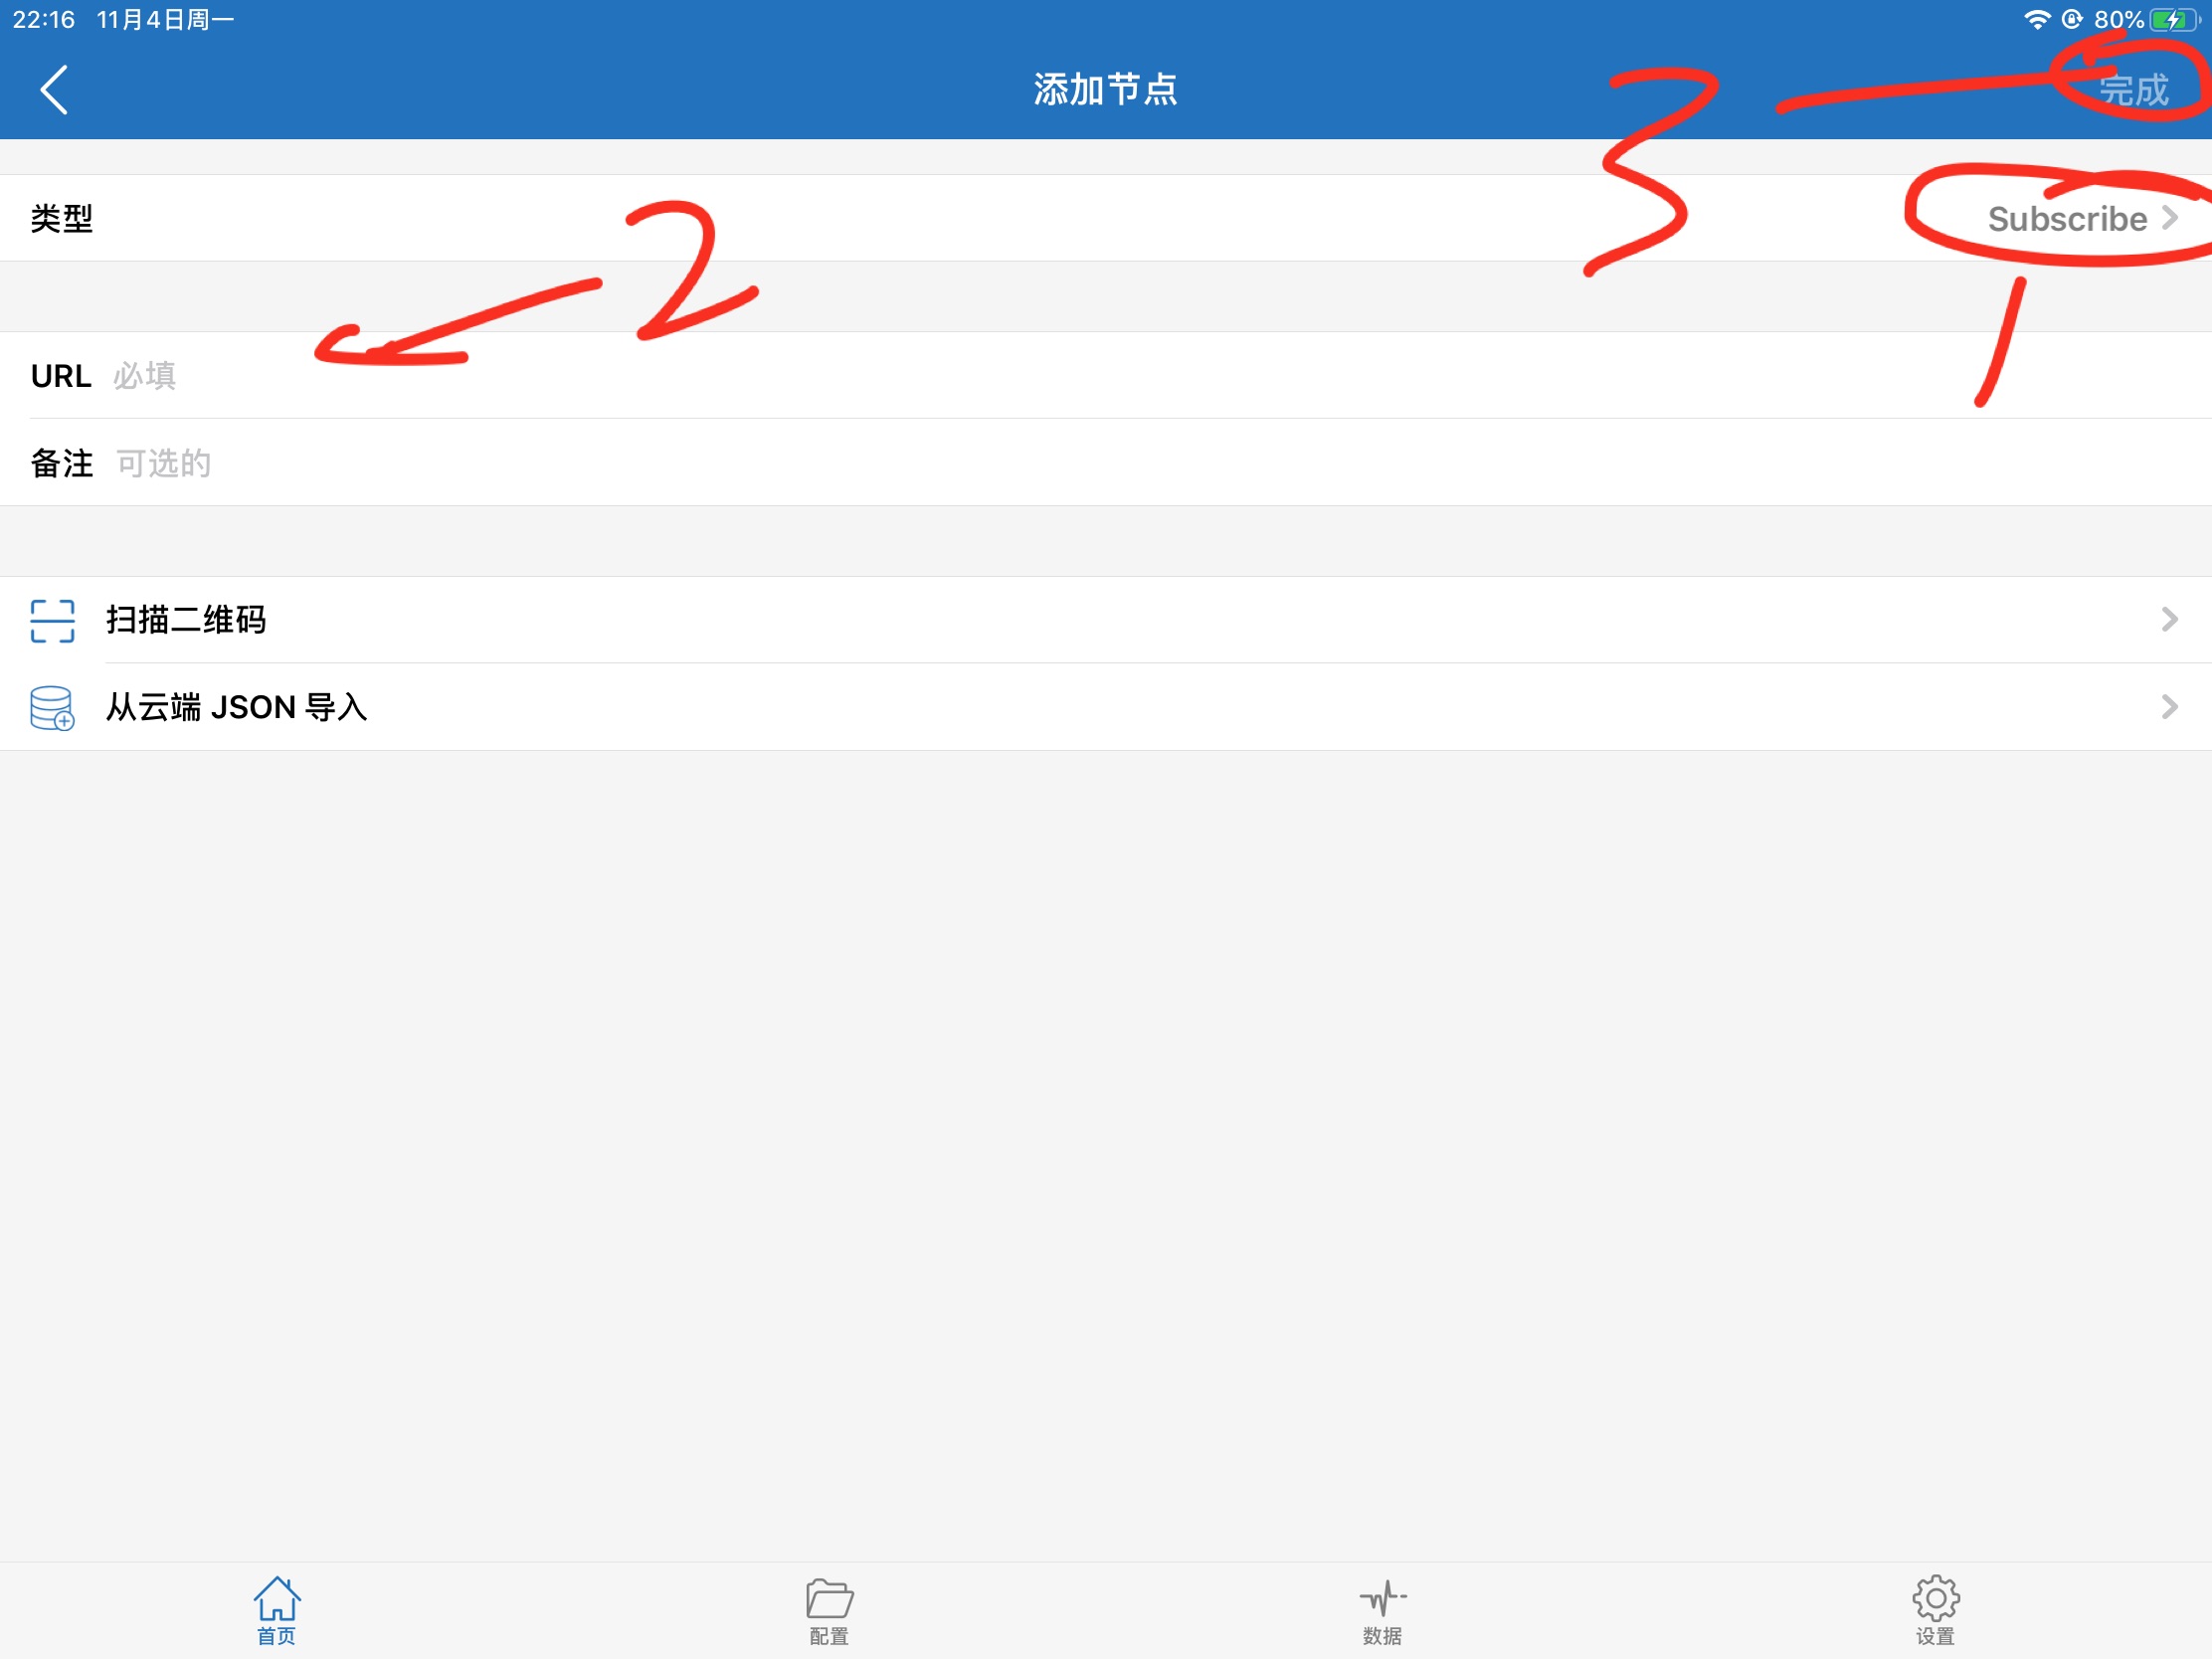 22:16 11月4日周一 80%
添加节点 完成
3
类型 Subscribe
2
1
URL 必填
备注 可选的
扫描二维码
从云端 JSON 导入
首页 配置 数据 设置